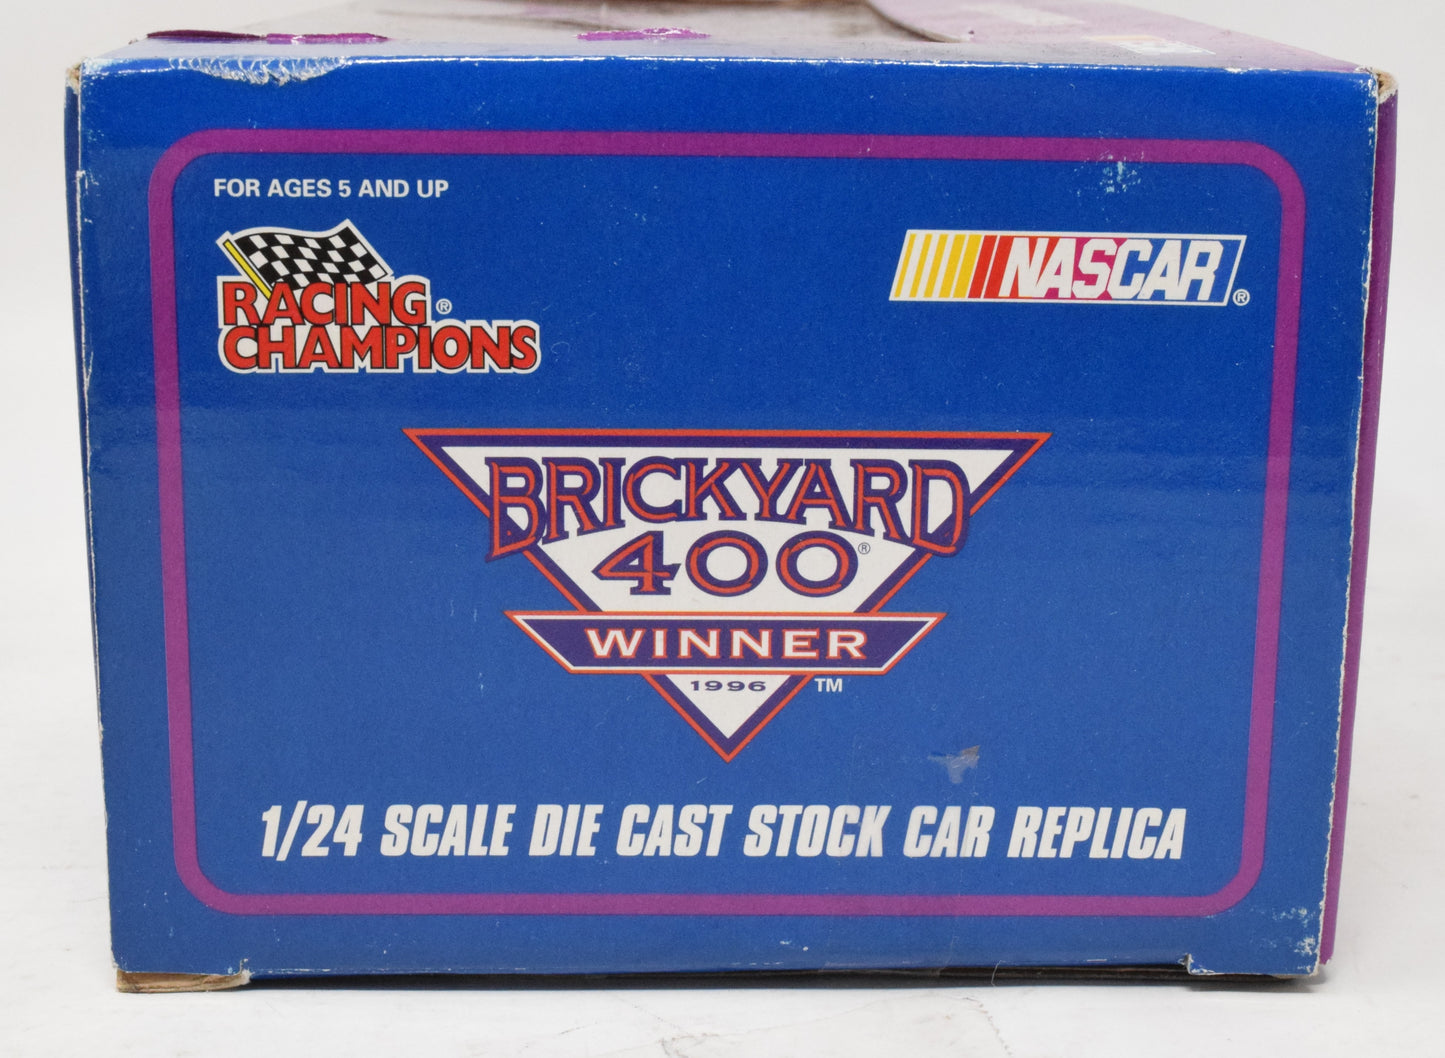 FOR AGES 5 AND UP
RACING ®
CHAMPIONS
NASCAR ®
BRICKYARD
400 ®
WINNER
1996 TM
1/24 SCALE DIE CAST STOCK CAR REPLICA